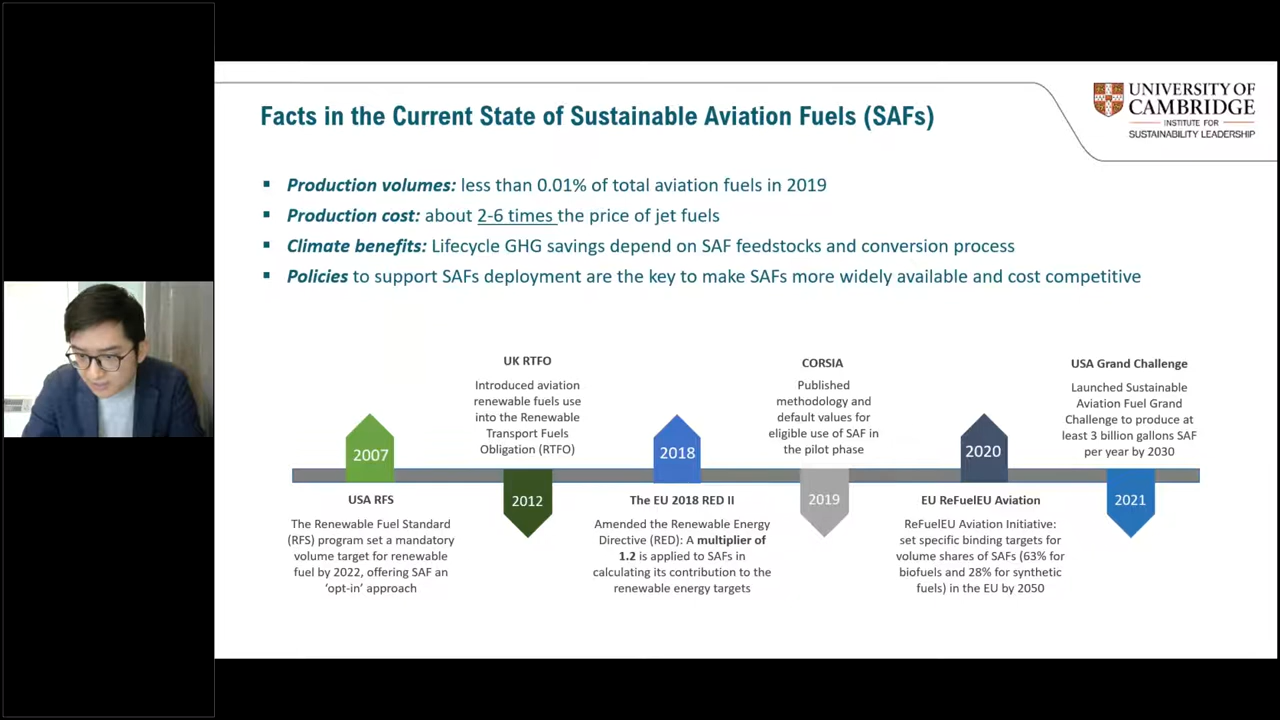 UNIVERSITY OF
CAMBRIDGE
INSTITUTE FOR
SUSTAINABILITY LEADERSHIP
Facts in the Current State of Sustainable Aviation Fuels (SAFs)
▪ Production volumes: less than 0.01% of total aviation fuels in 2019
▪ Production cost: about 2-6 times the price of jet fuels
▪ Climate benefits: Lifecycle GHG savings depend on SAF feedstocks and conversion process
▪ Policies to support SAFs deployment are the key to make SAFs more widely available and cost competitive
2007
USA RFS
The Renewable Fuel Standard
(RFS) program set a mandatory
volume target for renewable
fuel by 2022, offering SAF an
‘opt-in’ approach
UK RTFO
Introduced aviation
renewable fuels use
into the Renewable
Transport Fuels
Obligation (RTFO)
2012
2018
The EU 2018 RED II
Amended the Renewable Energy
Directive (RED): A multiplier of
1.2 is applied to SAFs in
calculating its contribution to the
renewable energy targets
CORSIA
Published
methodology and
default values for
eligible use of SAF in
the pilot phase
2019
2020
EU ReFuelEU Aviation
ReFuelEU Aviation Initiative:
set specific binding targets for
volume shares of SAFs (63% for
biofuels and 28% for synthetic
fuels) in the EU by 2050
USA Grand Challenge
Launched Sustainable
Aviation Fuel Grand
Challenge to produce at
least 3 billion gallons SAF
per year by 2030
2021